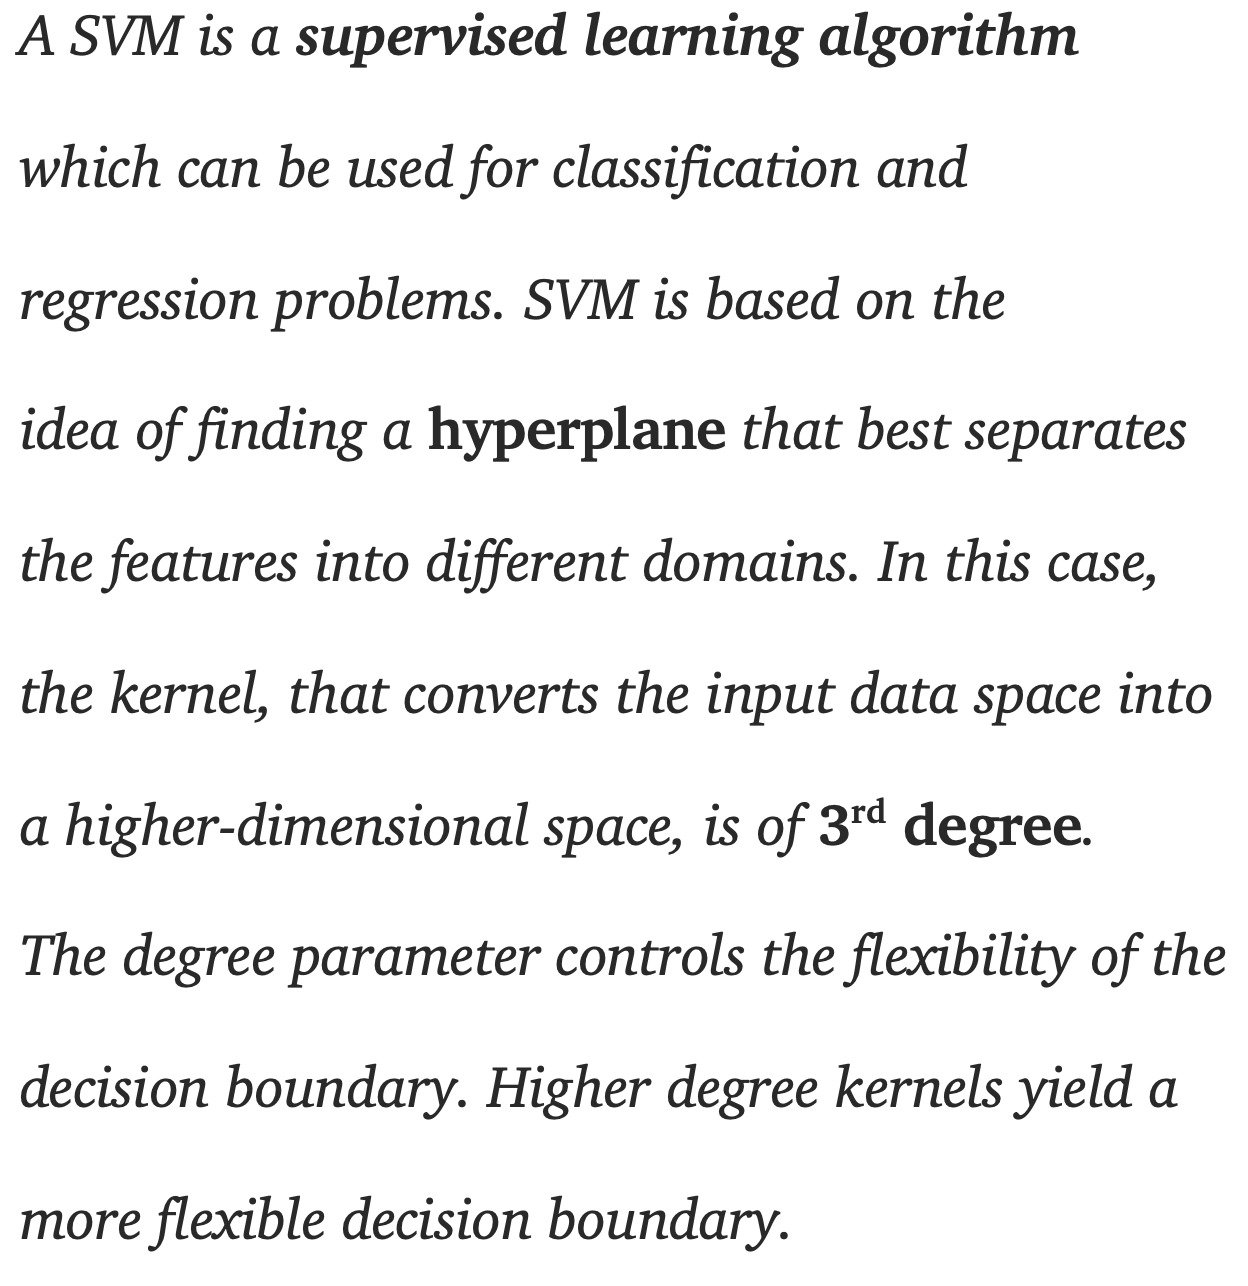 A SVM is a supervised learning algorithm
which can be used for classification and
regression problems. SVM is based on the
idea of finding a hyperplane that best separates
the features into different domains. In this case,
the kernel, that converts the input data space into
a higher-dimensional space, is of 3rd degree.
The degree parameter controls the flexibility of the
decision boundary. Higher degree kernels yield a
more flexible decision boundary.